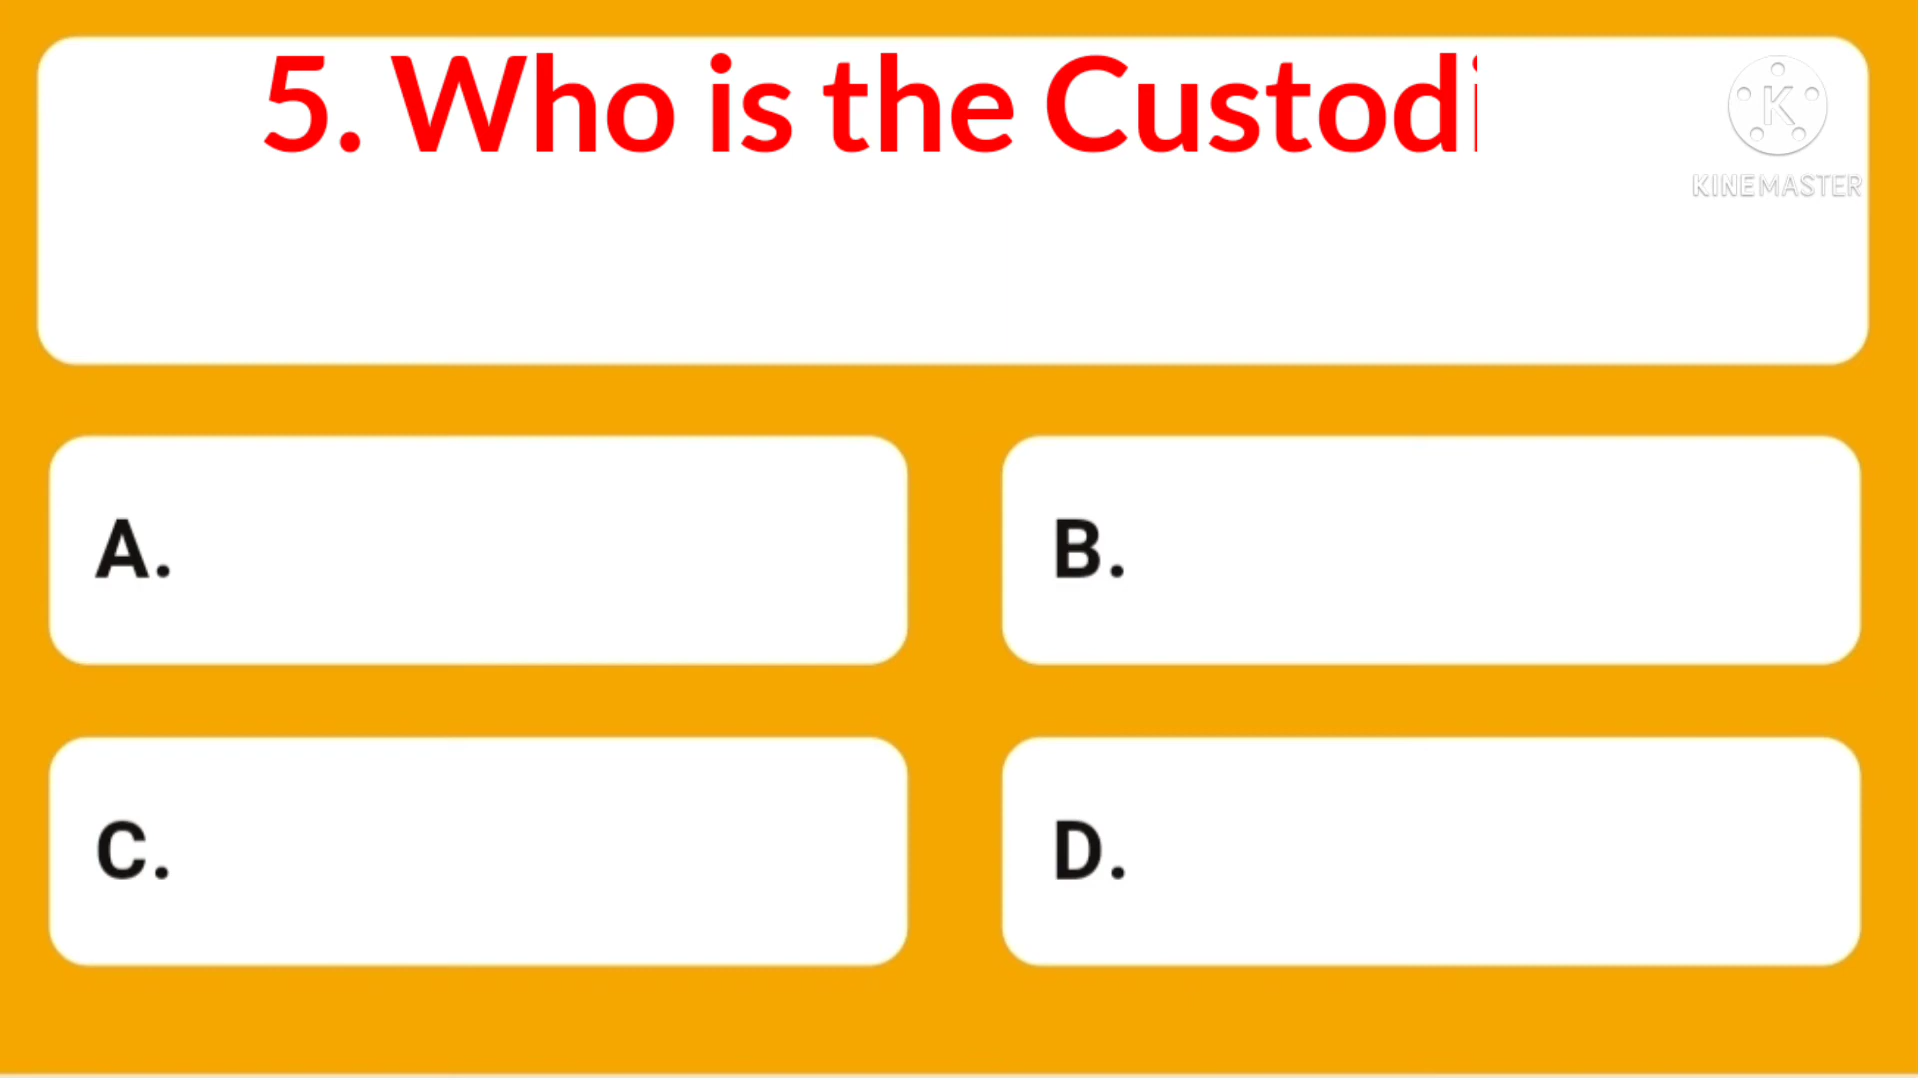 5. Who is the Custodi
K
KINEMASTER
A.
B.
C.
D.